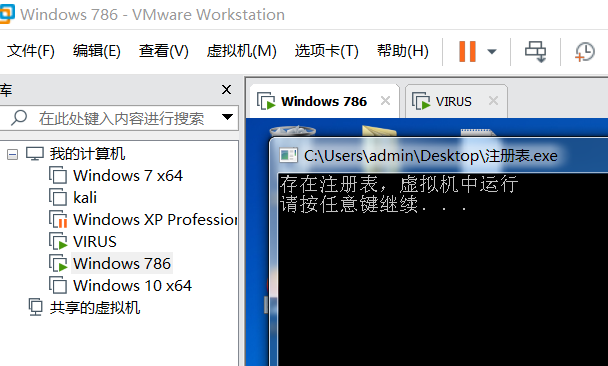 Windows 786 - VMware Workstation
文件(F) 编辑(E) 查看(V) 虚拟机(M) 选项卡(T) 帮助(H)
库
在此处键入内容进行搜索
我的计算机
Windows 7 x64
kali
Windows XP Profession
VIRUS
Windows 786
Windows 10 x64
共享的虚拟机
Windows 786
VIRUS
C:\Users\admin\Desktop\注册表.exe
存在注册表，虚拟机中运行
请按任意键继续. . .